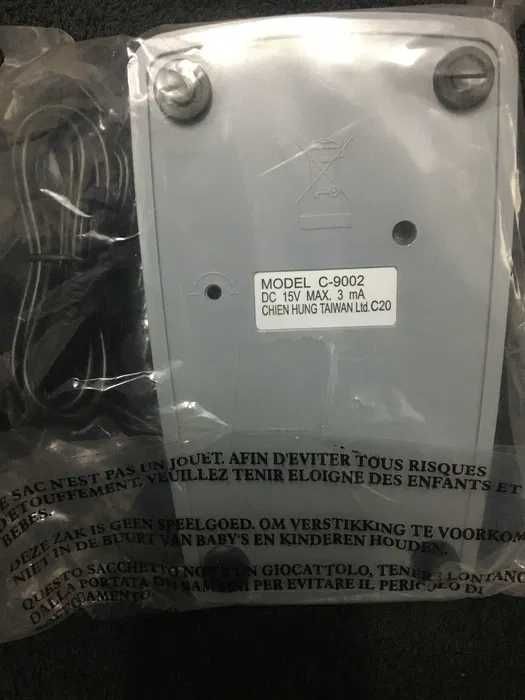 MODEL C-9002
DC 15V MAX. 3 mA
CHIEN HUNG TAIWAN Ltd. C20
SAC N'EST PAS UN JOUET. AFIN D'EVITER TOUS RISQUES
D'ETOUFFEMENT, VEUILLEZ TENIR ELOIGNE DES ENFANTS ET
BEBES.
DEZE ZAK IS GEEN SPEELGOED. OM VERSTIKKING TE VOORKOM
NIET IN DE BUURT VAN BABY'S EN KINDEREN HOUDEN.
QUESTO SACCHETTO NON E UN GIOCATTOLO, TENER LONTANO
DALLA PORTATA DI BAMBINI PER EVITARE IL PERICOLO DI